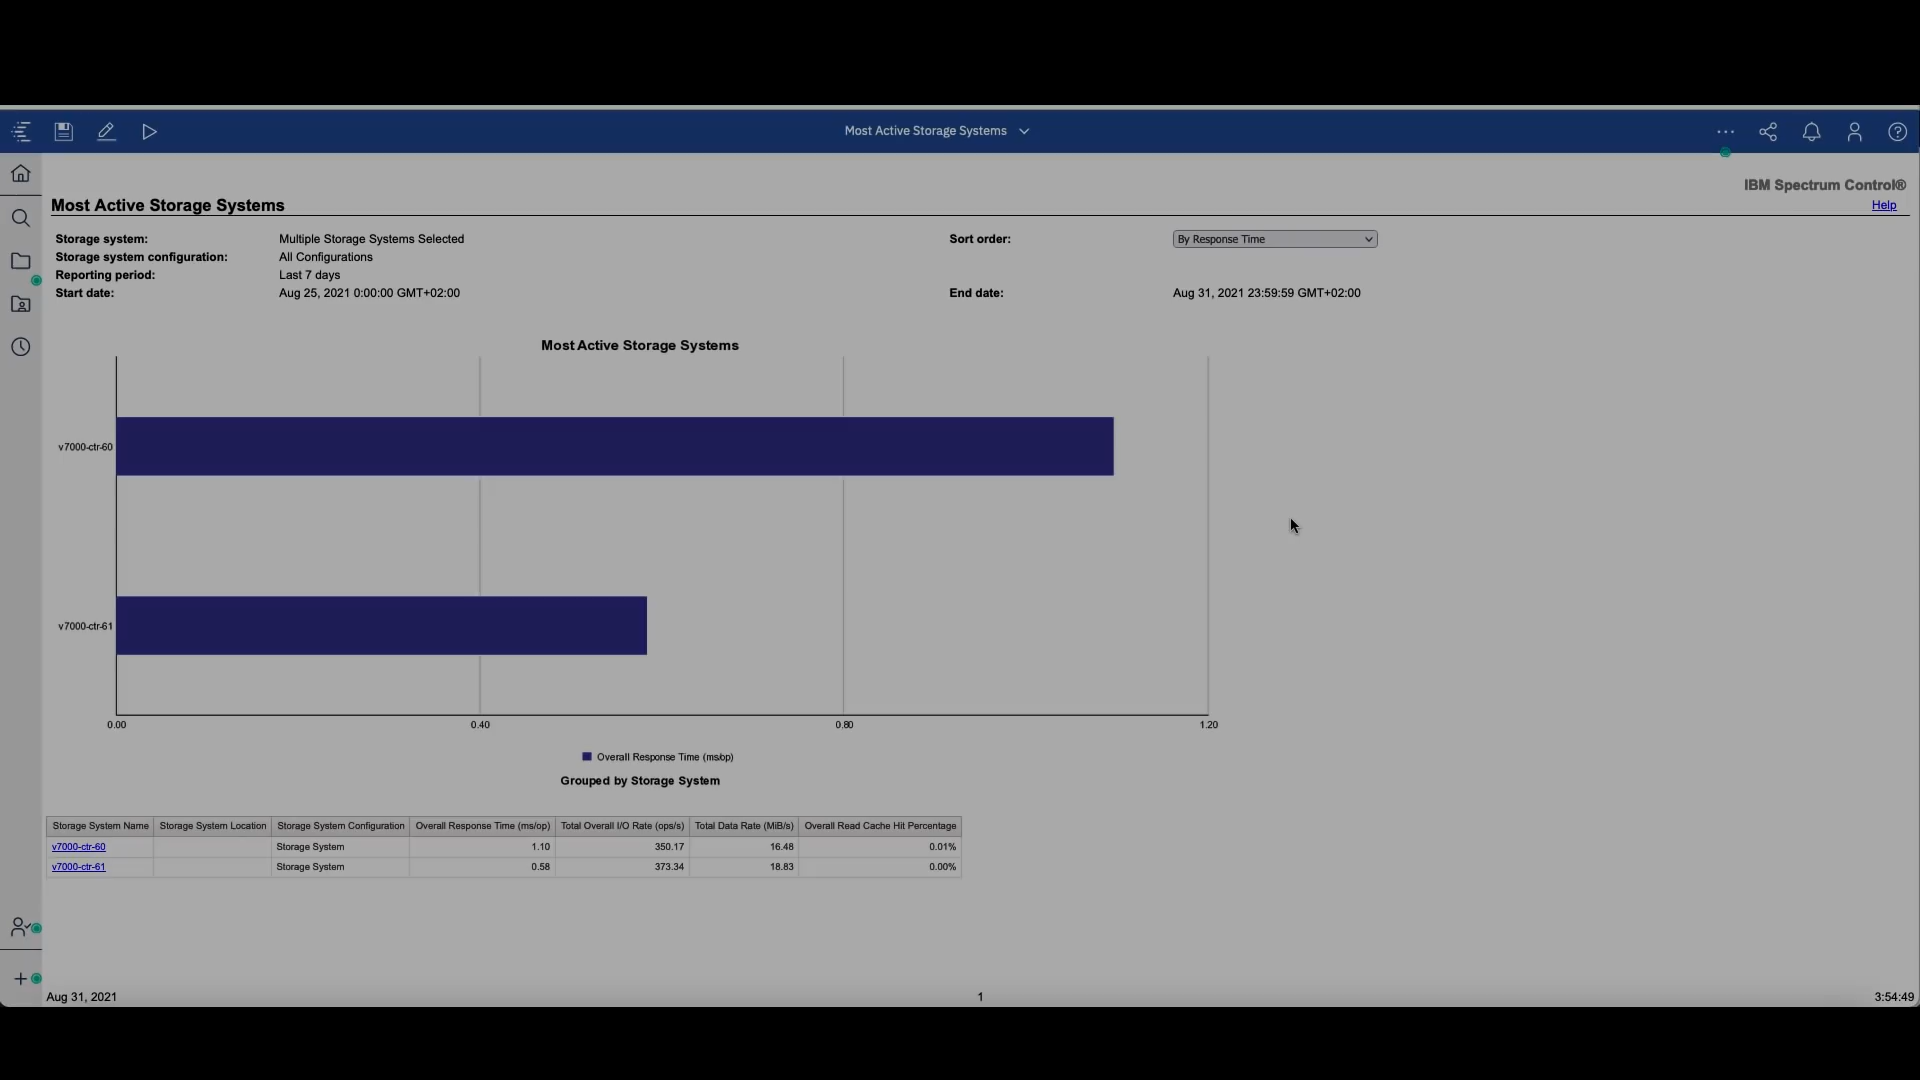 Most Active Storage Systems
IBM Spectrum Control®
Most Active Storage Systems
Help
Storage system: Multiple Storage Systems Selected Sort order: By Response Time
Storage system configuration: All Configurations
Reporting period: Last 7 days
Start date: Aug 25, 2021 0:00:00 GMT+02:00 End date: Aug 31, 2021 23:59:59 GMT+02:00
Most Active Storage Systems
v7000-ctr-60
v7000-ctr-61
0.00 0.40 0.80 1.20
Overall Response Time (ms/op)
Grouped by Storage System
Storage System Name Storage System Location Storage System Configuration Overall Response Time (ms/op) Total Overall I/O Rate (ops/s) Total Data Rate (MiB/s) Overall Read Cache Hit Percentage
v7000-ctr-60 Storage System 1.10 350.17 16.48 0.01%
v7000-ctr-61 Storage System 0.58 373.34 18.83 0.00%
Aug 31, 2021 1 3:54:49